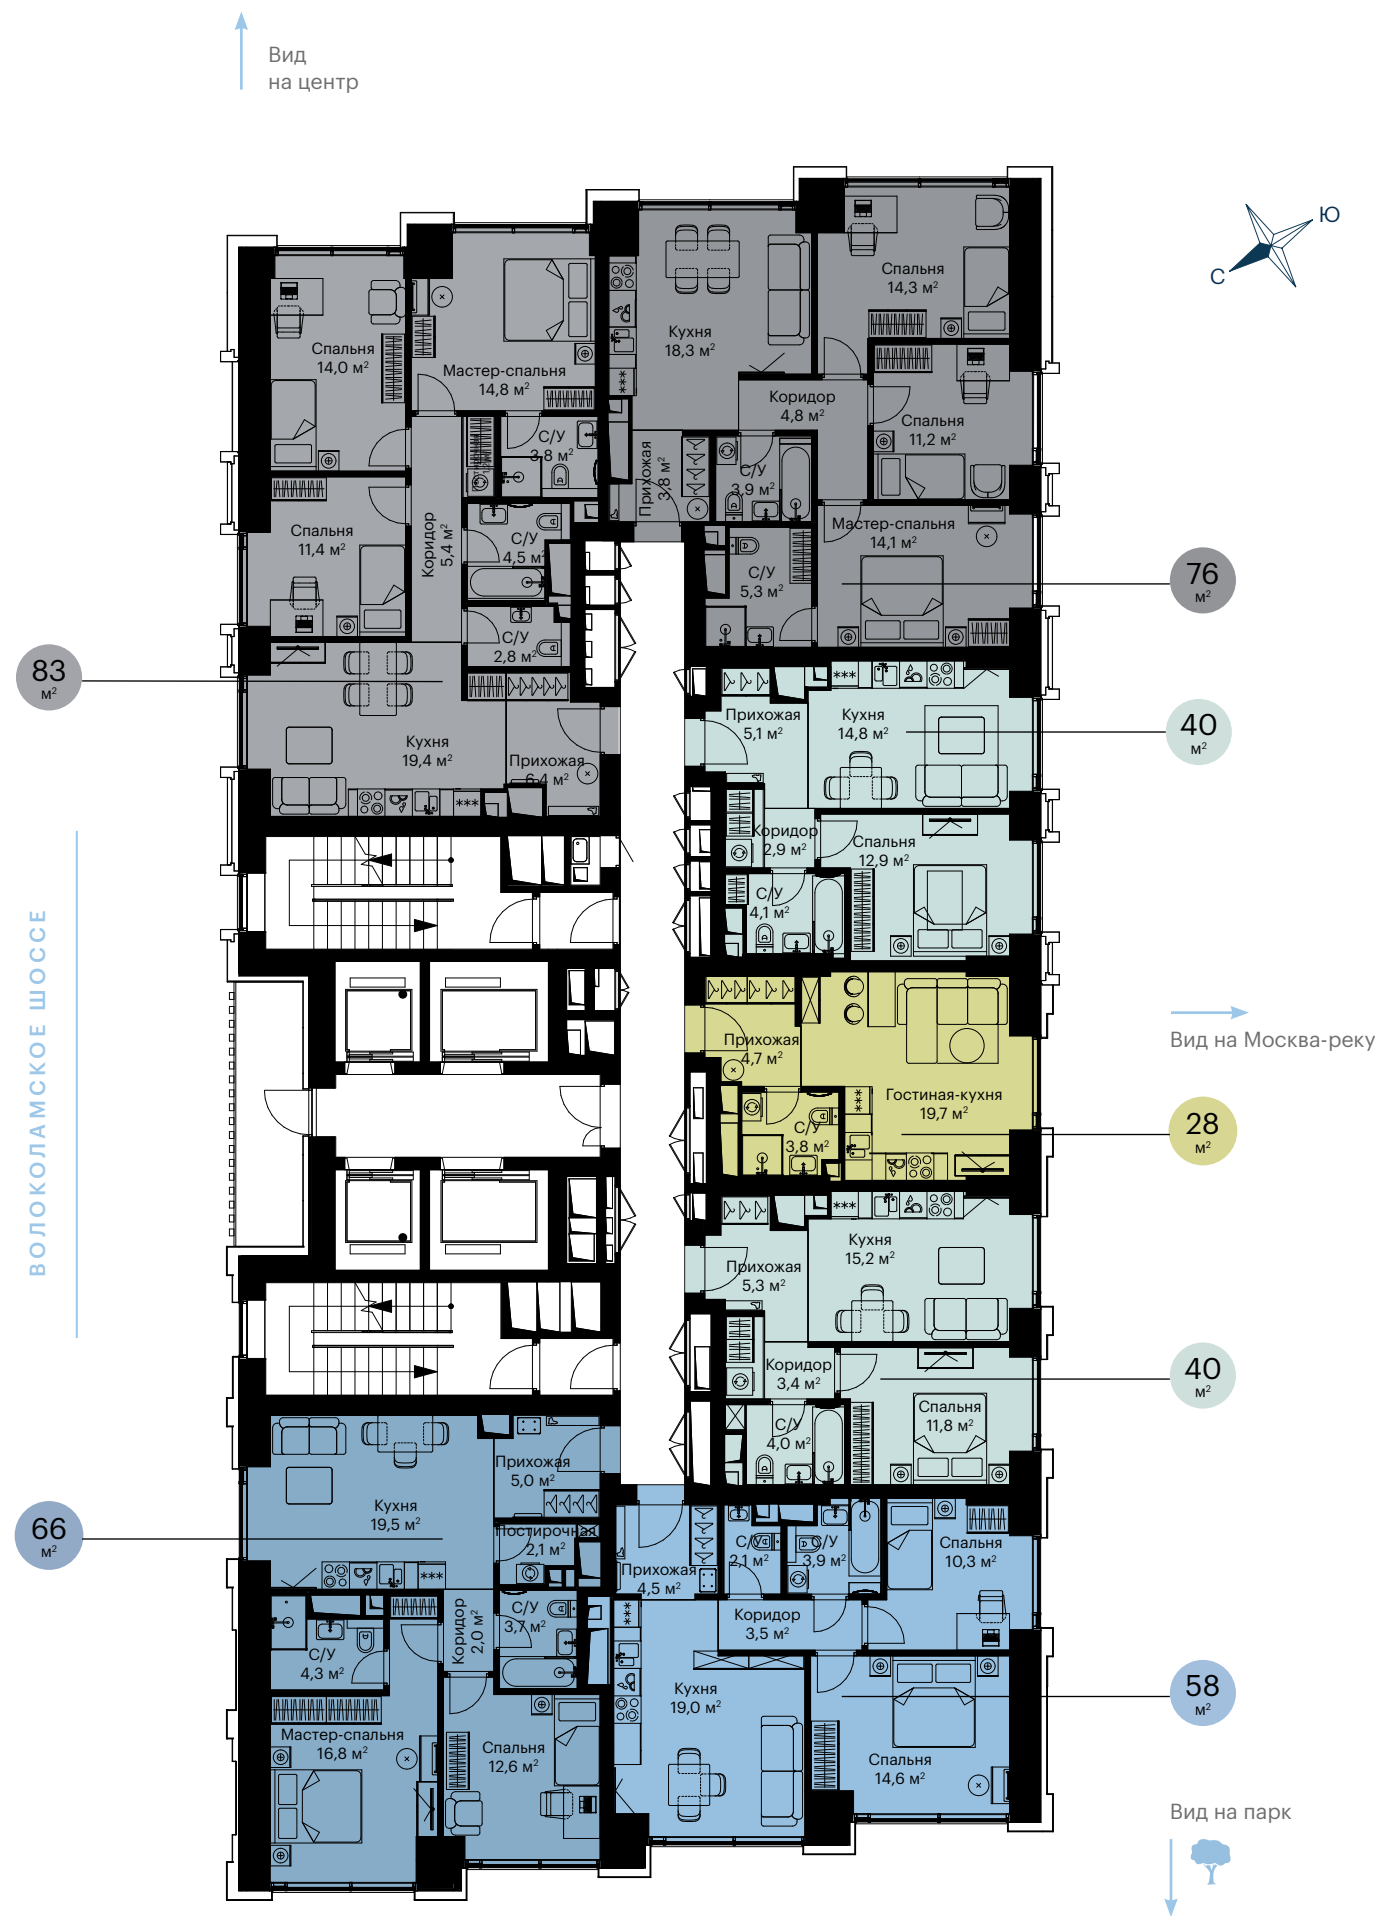 Вид
на центр
Ю
С
Спальня
14,3 м²
Кухня
18,3 м²
Спальня
14,0 м²
Мастер-спальня
14,8 м²
Коридор
4,8 м²
Спальня
11,2 м²
С/У
3,8 м²
Прихожая
3,8 м²
С/У
3,9 м²
Спальня
11,4 м²
Коридор
5,4 м²
С/У
4,5 м²
Мастер-спальня
14,1 м²
С/У
5,3 м²
76
м²
С/У
2,8 м²
83
м²
Кухня
19,4 м²
Прихожая
6,4 м²
Прихожая
5,1 м²
Кухня
14,8 м²
40
м²
Коридор
2,9 м²
Спальня
12,9 м²
С/У
4,1 м²
ВОЛОКОЛАМСКОЕ ШОССЕ
Вид на Москва-реку
Прихожая
4,7 м²
Гостиная-кухня
19,7 м²
28
м²
С/У
3,8 м²
Кухня
15,2 м²
Прихожая
5,3 м²
Коридор
3,4 м²
40
м²
Спальня
11,8 м²
С/У
4,0 м²
Прихожая
5,0 м²
Кухня
19,5 м²
66
м²
Постирочная
2,1 м²
С/У
2,1 м²
С/У
3,9 м²
Спальня
10,3 м²
Прихожая
4,5 м²
Коридор
2,0 м²
С/У
3,7 м²
Коридор
3,5 м²
С/У
4,3 м²
Кухня
19,0 м²
58
м²
Мастер-спальня
16,8 м²
Спальня
12,6 м²
Спальня
14,6 м²
Вид на парк